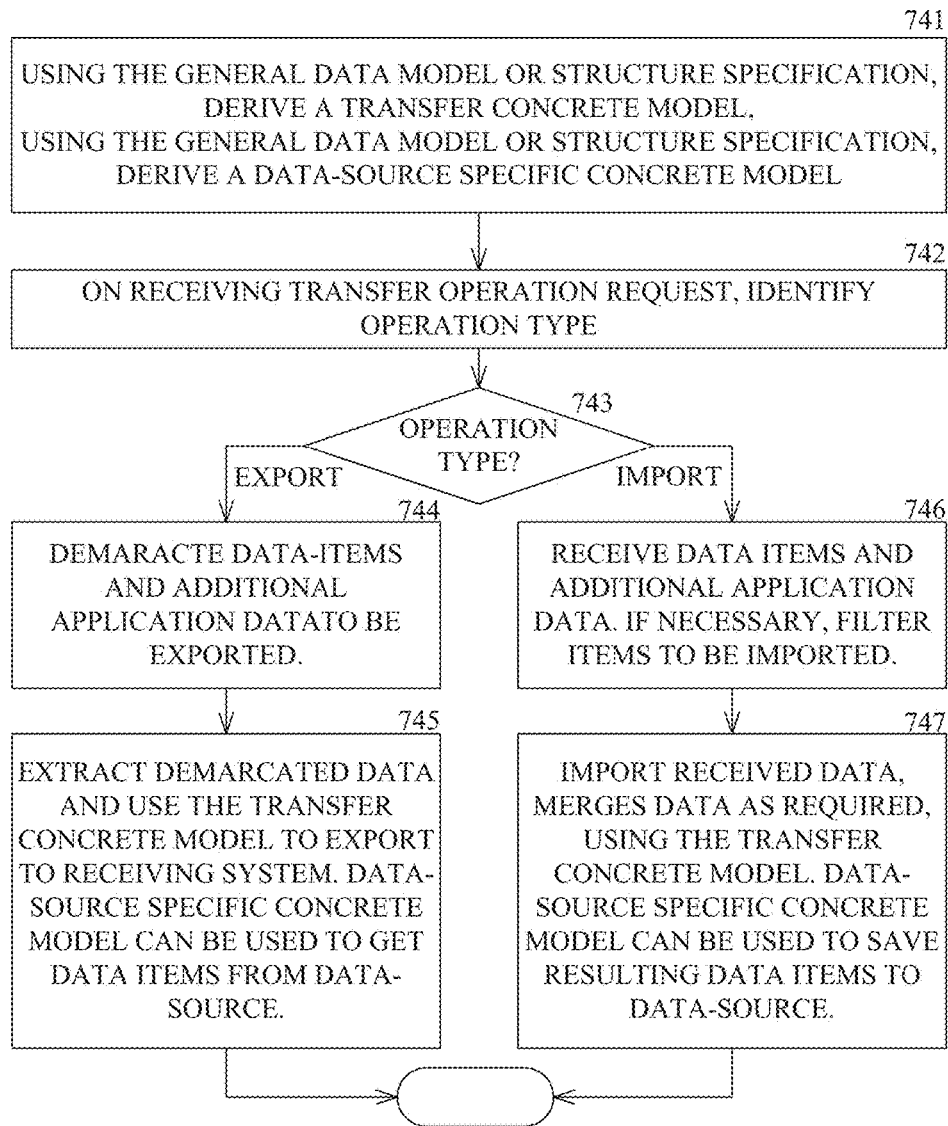 741
USING THE GENERAL DATA MODEL OR STRUCTURE SPECIFICATION,
DERIVE A TRANSFER CONCRETE MODEL,
USING THE GENERAL DATA MODEL OR STRUCTURE SPECIFICATION,
DERIVE A DATA-SOURCE SPECIFIC CONCRETE MODEL
742
ON RECEIVING TRANSFER OPERATION REQUEST, IDENTIFY
OPERATION TYPE
743
OPERATION
TYPE?
EXPORT
IMPORT
744
DEMARACTE DATA-ITEMS
AND ADDITIONAL
APPLICATION DATATO BE
EXPORTED.
746
RECEIVE DATA ITEMS AND
ADDITIONAL APPLICATION
DATA. IF NECESSARY, FILTER
ITEMS TO BE IMPORTED.
745
EXTRACT DEMARCATED DATA
AND USE THE TRANSFER
CONCRETE MODEL TO EXPORT
TO RECEIVING SYSTEM. DATA-
SOURCE SPECIFIC CONCRETE
MODEL CAN BE USED TO GET
DATA ITEMS FROM DATA-
SOURCE.
747
IMPORT RECEIVED DATA,
MERGES DATA AS REQUIRED,
USING THE TRANSFER
CONCRETE MODEL. DATA-
SOURCE SPECIFIC CONCRETE
MODEL CAN BE USED TO SAVE
RESULTING DATA ITEMS TO
DATA-SOURCE.